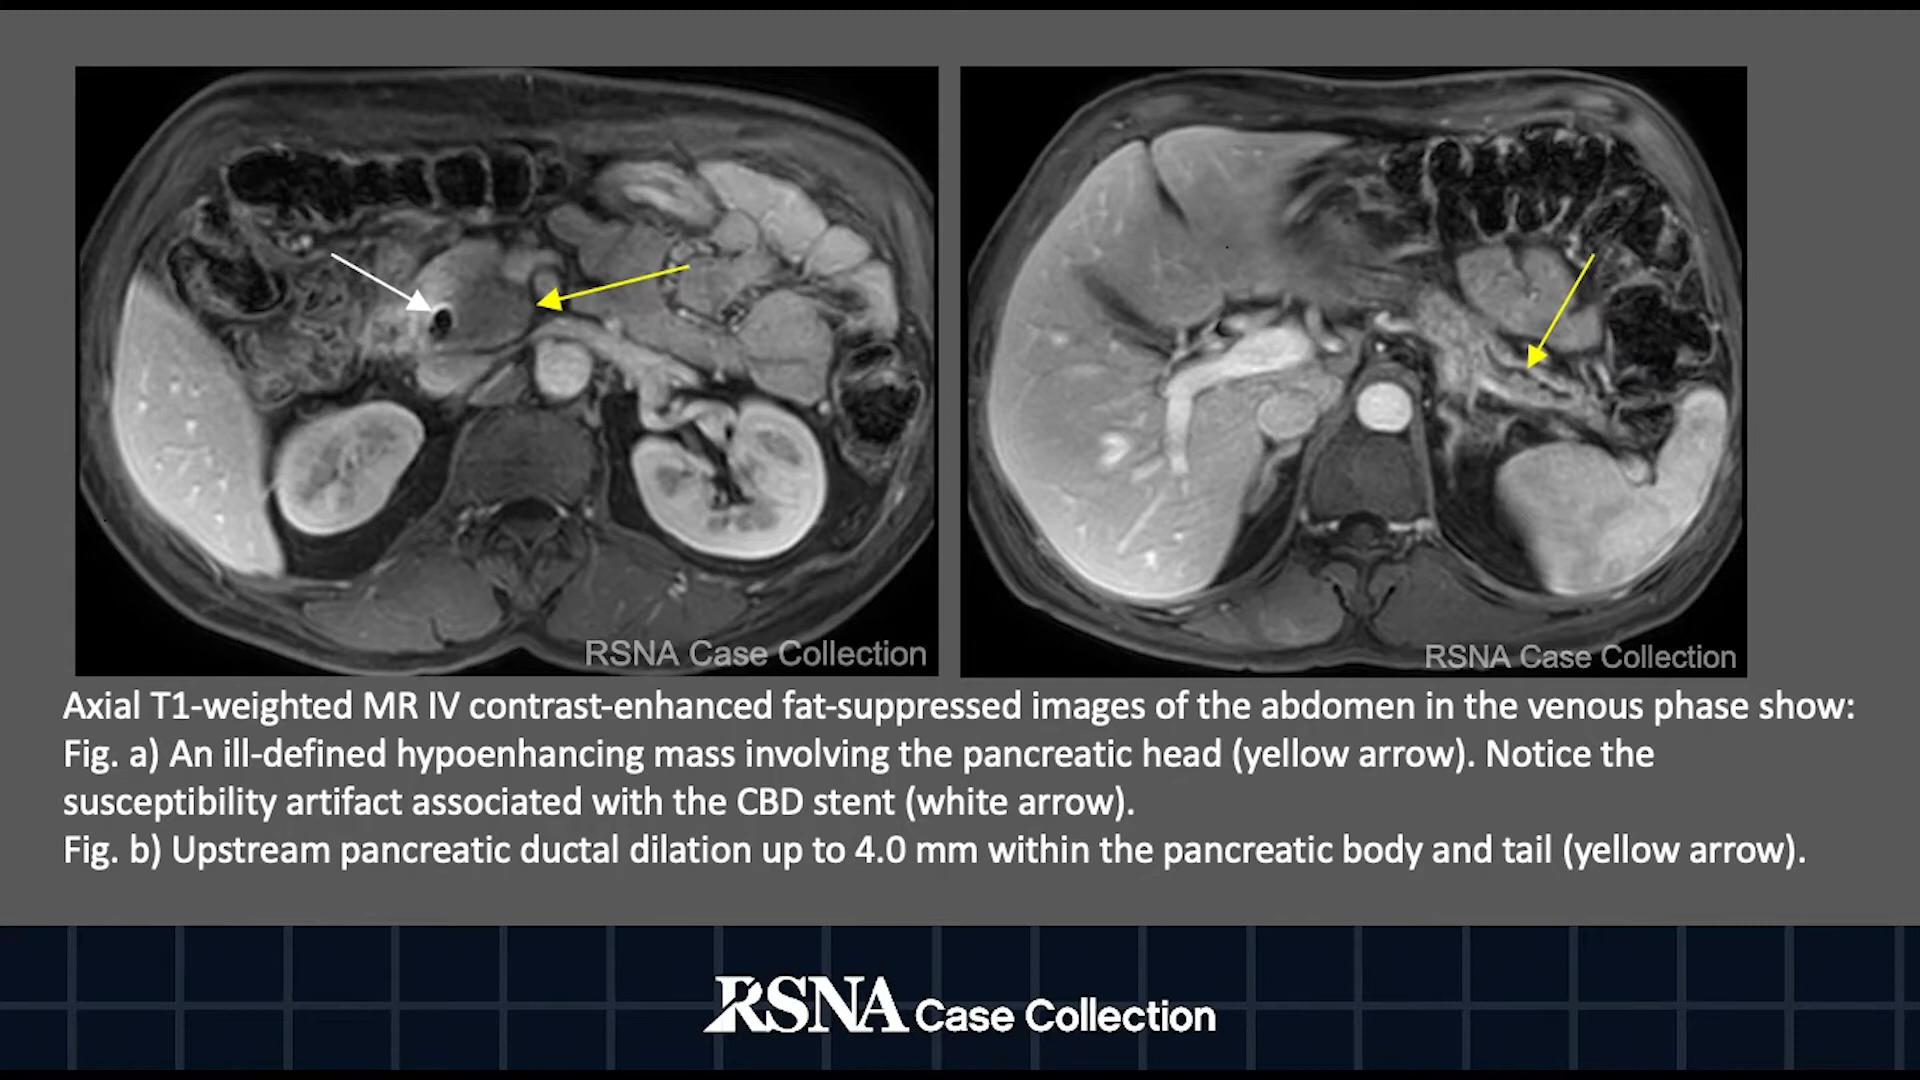 RSNA Case Collection
RSNA Case Collection
Axial T1-weighted MR IV contrast-enhanced fat-suppressed images of the abdomen in the venous phase show:
Fig. a) An ill-defined hypoenhancing mass involving the pancreatic head (yellow arrow). Notice the
susceptibility artifact associated with the CBD stent (white arrow).
Fig. b) Upstream pancreatic ductal dilation up to 4.0 mm within the pancreatic body and tail (yellow arrow).
RSNA Case Collection